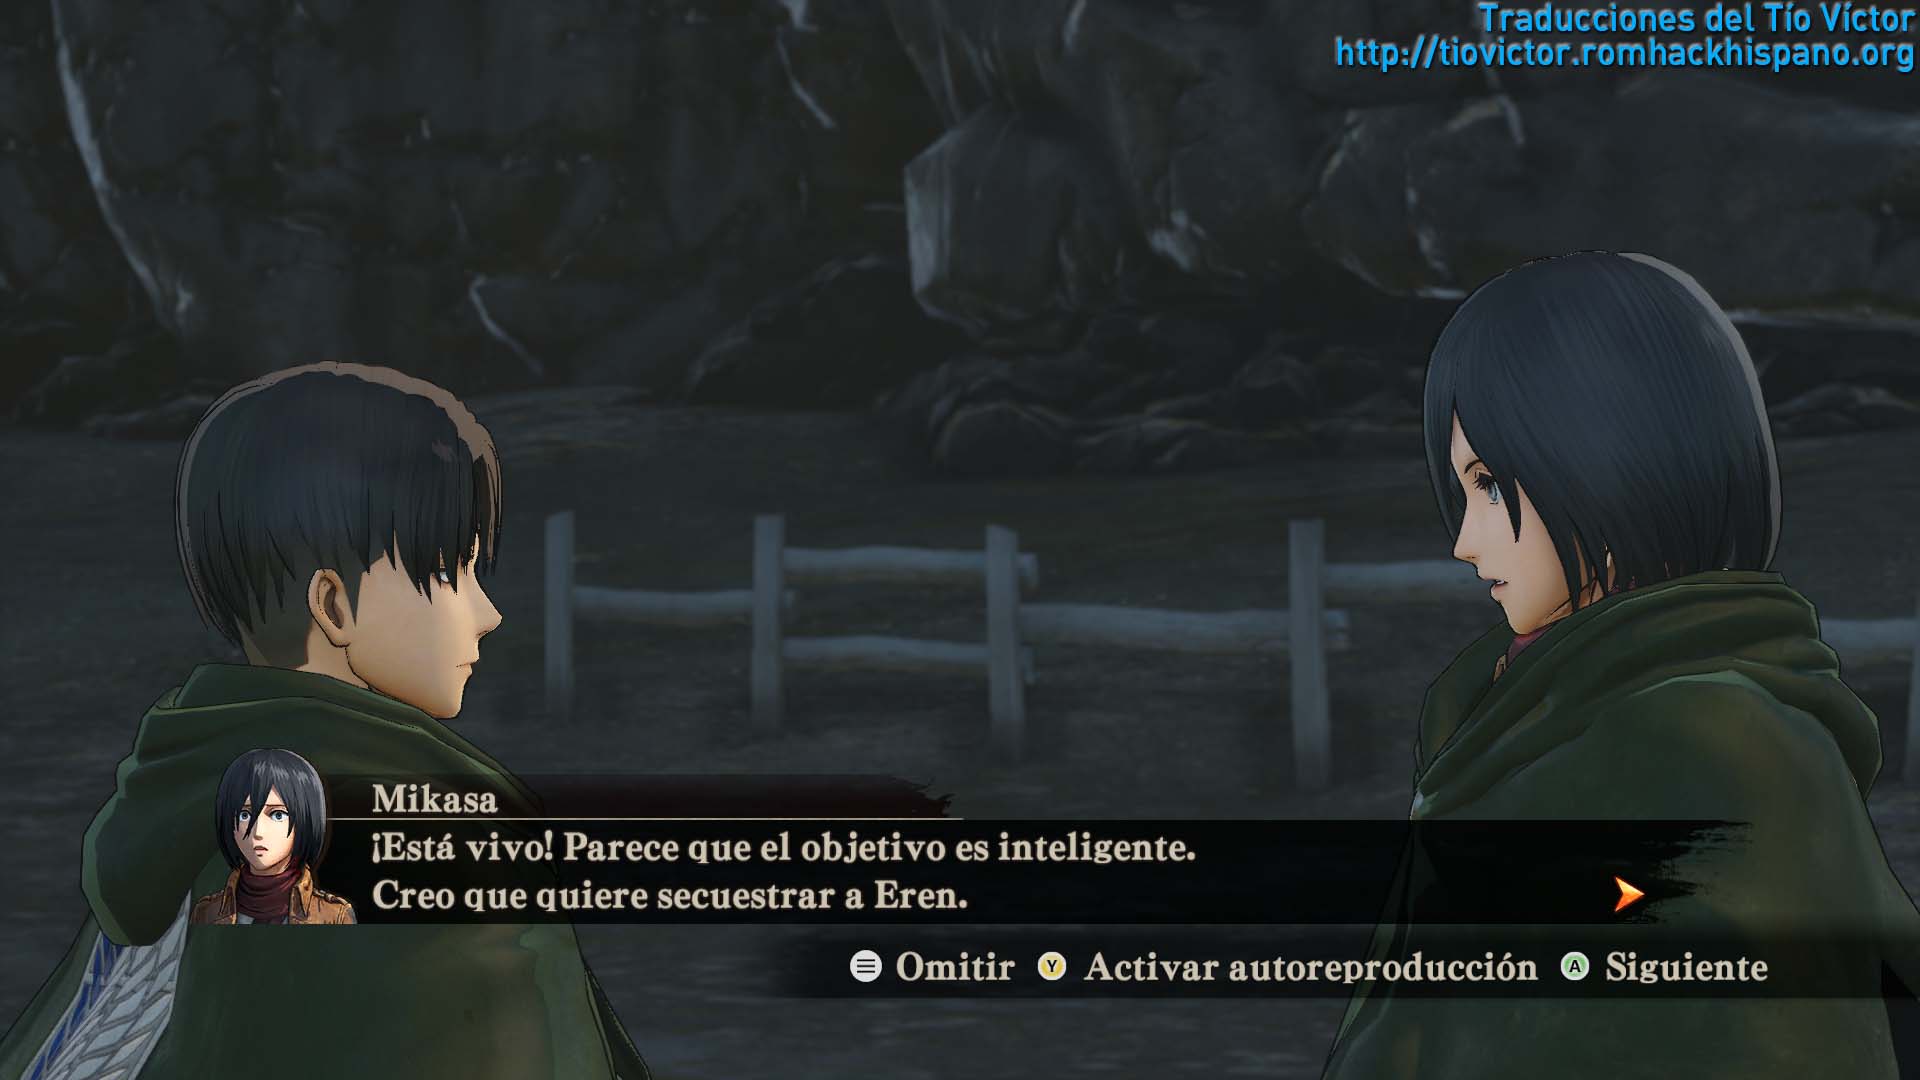 Traducciones del Tío Víctor
http://tiovictor.romhackhispano.org
Mikasa
¡Está vivo! Parece que el objetivo es inteligente.
Creo que quiere secuestrar a Eren.
Omitir Y Activar autoreproducción A Siguiente